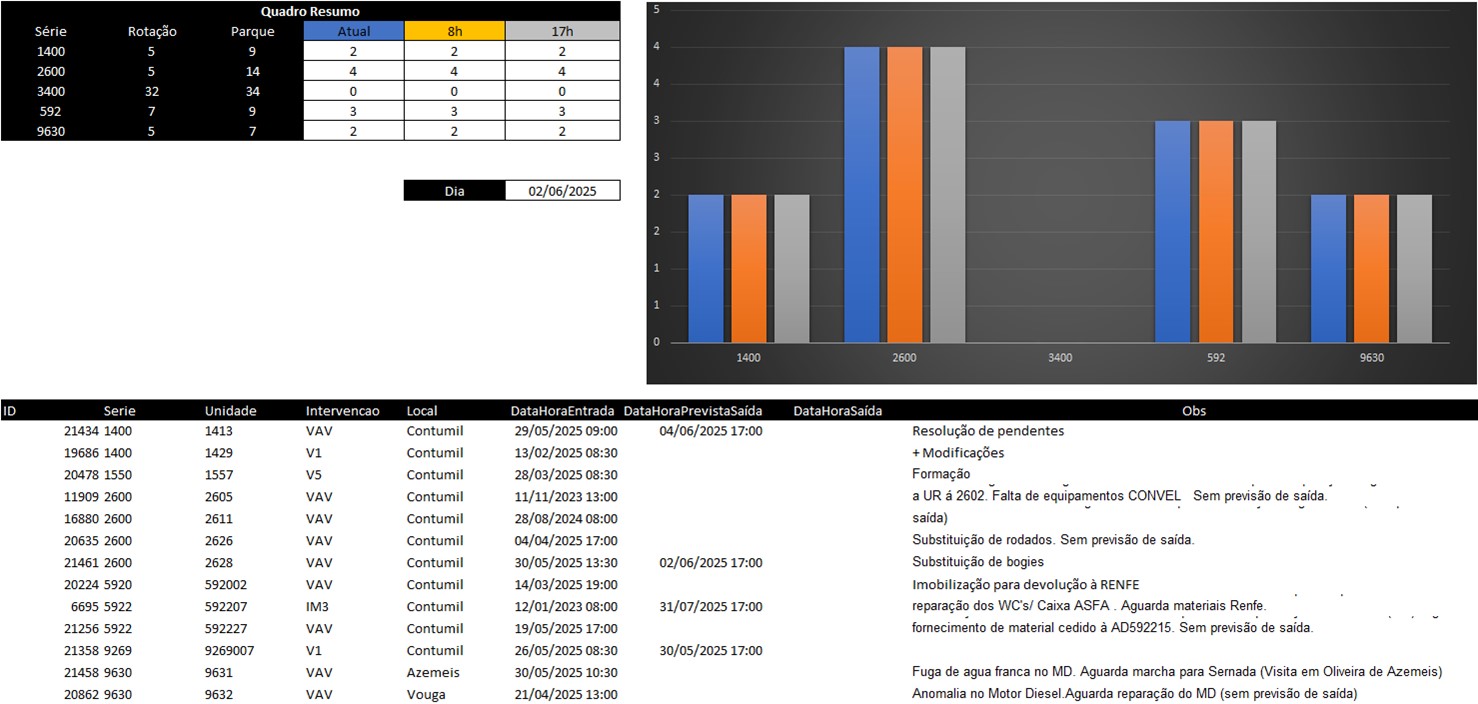 Quadro Resumo
Série Rotação Parque Atual 8h 17h
1400 5 9 2 2 2
2600 5 14 4 4 4
3400 32 34 0 0 0
592 7 9 3 3 3
9630 5 7 2 2 2
Dia 02/06/2025
5
4
4
3
3
2
2
1
1
0
1400 2600 3400 592 9630
ID Serie Unidade Intervencao Local DataHoraEntrada DataHoraPrevistaSaída DataHoraSaída Obs
21434 1400 1413 VAV Contumil 29/05/2025 09:00 04/06/2025 17:00 Resolução de pendentes
19686 1400 1429 V1 Contumil 13/02/2025 08:30 + Modificações
20478 1550 1557 V5 Contumil 28/03/2025 08:30 Formação
11909 2600 2605 VAV Contumil 11/11/2023 13:00 a UR á 2602. Falta de equipamentos CONVEL Sem previsão de saída.
16880 2600 2611 VAV Contumil 28/08/2024 08:00 saída)
20635 2600 2626 VAV Contumil 04/04/2025 17:00 Substituição de rodados. Sem previsão de saída.
21461 2600 2628 VAV Contumil 30/05/2025 13:30 02/06/2025 17:00 Substituição de bogies
20224 5920 592002 VAV Contumil 14/03/2025 19:00 Imobilização para devolução à RENFE
6695 5922 592207 IM3 Contumil 12/01/2023 08:00 31/07/2025 17:00 reparação dos WC's/ Caixa ASFA . Aguarda materiais Renfe.
21256 5922 592227 VAV Contumil 19/05/2025 17:00 fornecimento de material cedido à AD592215. Sem previsão de saída.
21358 9269 9269007 V1 Contumil 26/05/2025 08:30 30/05/2025 17:00
21458 9630 9631 VAV Azemeis 30/05/2025 10:30 Fuga de agua franca no MD. Aguarda marcha para Sernada (Visita em Oliveira de Azemeis)
20862 9630 9632 VAV Vouga 21/04/2025 13:00 Anomalia no Motor Diesel.Aguarda reparação do MD (sem previsão de saída)